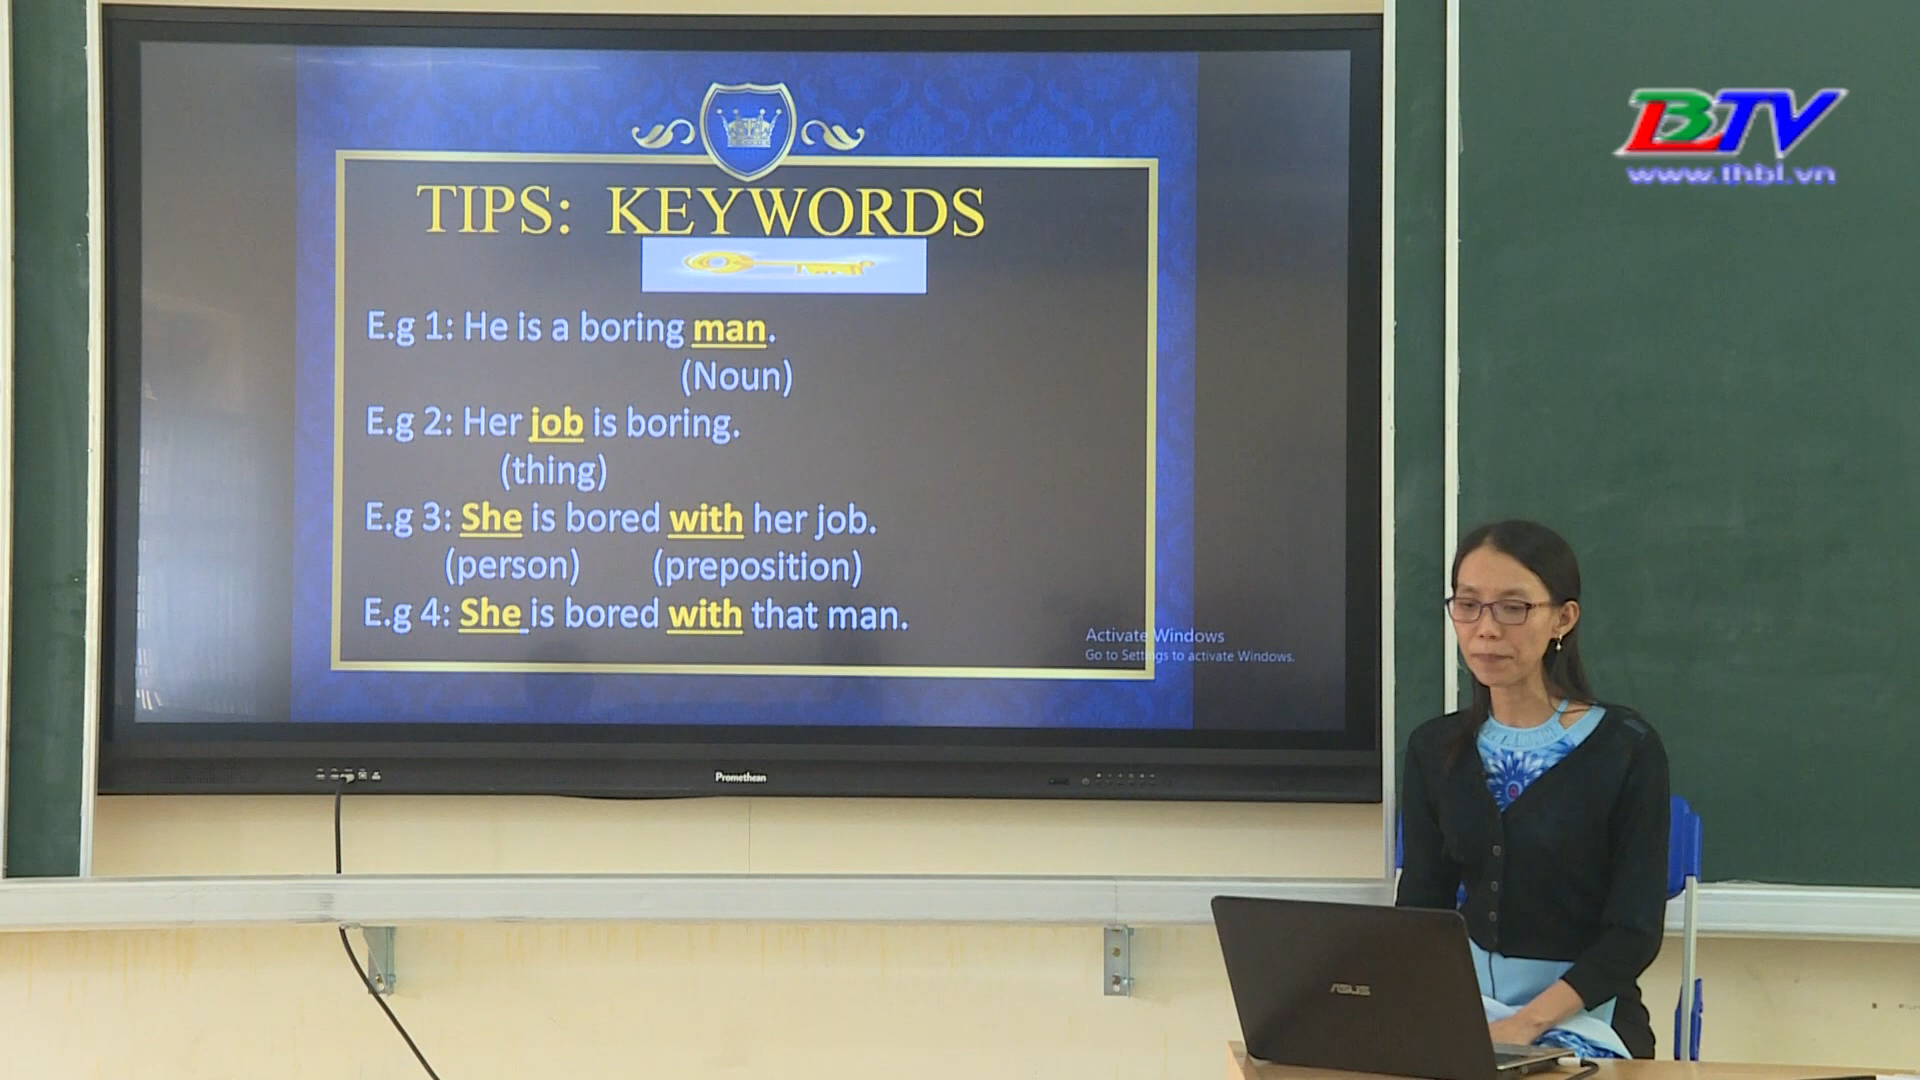 BTV
www.thbt.vn
TIPS: KEYWORDS
E.g 1: He is a boring man.
(Noun)
E.g 2: Her job is boring.
(thing)
E.g 3: She is bored with her job.
(person) (preposition)
E.g 4: She is bored with that man.
Activate Windows
Go to Settings to activate Windows.
Promethean
ASUS